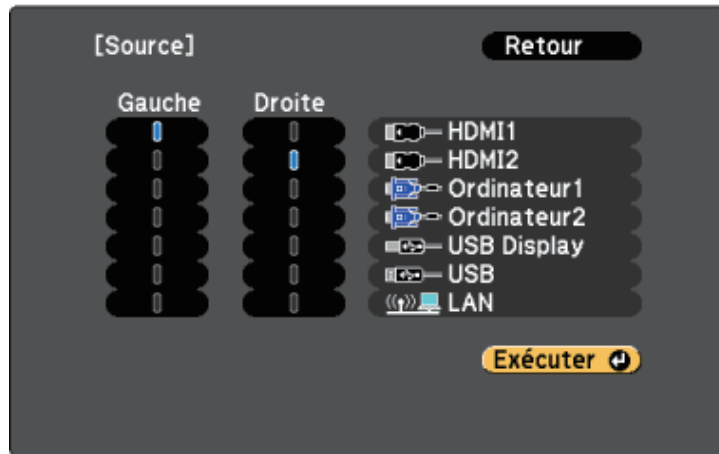 [Source] Retour
Gauche Droite
HDMI1
HDMI2
Ordinateur1
Ordinateur2
USB Display
USB
LAN
Exécuter